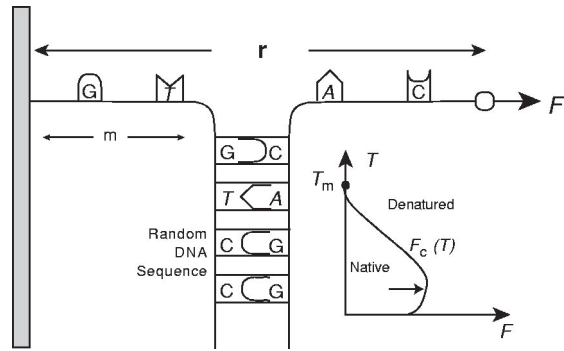 r
G T A C
F
m
G C
T A
C G
C G
Random
DNA
Sequence
T
Tm
Denatured
Fc (T)
Native
F